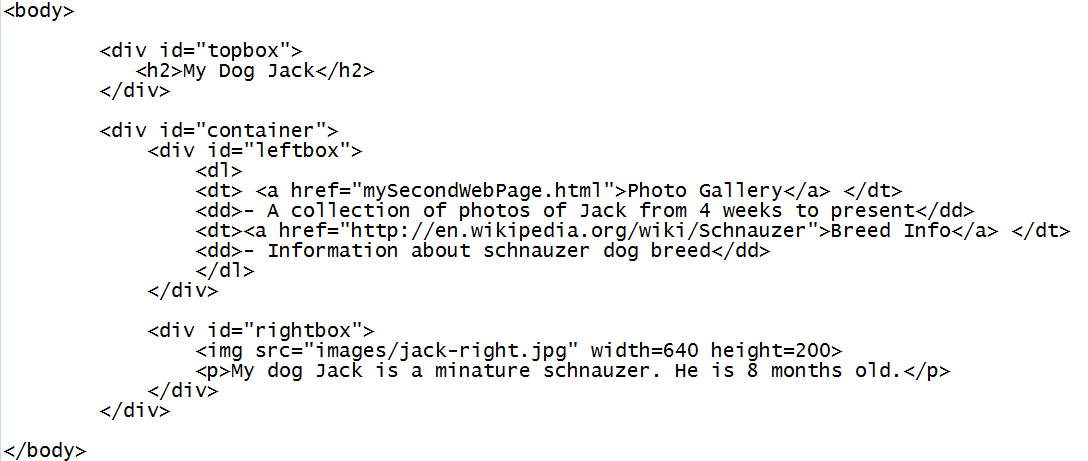 <body>
<div id="topbox">
<h2>My Dog Jack</h2>
</div>
<div id="container">
<div id="leftbox">
<dl>
<dt> <a href="mySecondWebPage.html">Photo Gallery</a> </dt>
<dd>- A collection of photos of Jack from 4 weeks to present</dd>
<dt><a href="http://en.wikipedia.org/wiki/Schnauzer">Breed Info</a> </dt>
<dd>- Information about schnauzer dog breed</dd>
</dl>
</div>
<div id="rightbox">
<img src="images/jack-right.jpg" width=640 height=200>
<p>My dog Jack is a minature schnauzer. He is 8 months old.</p>
</div>
</div>
</body>